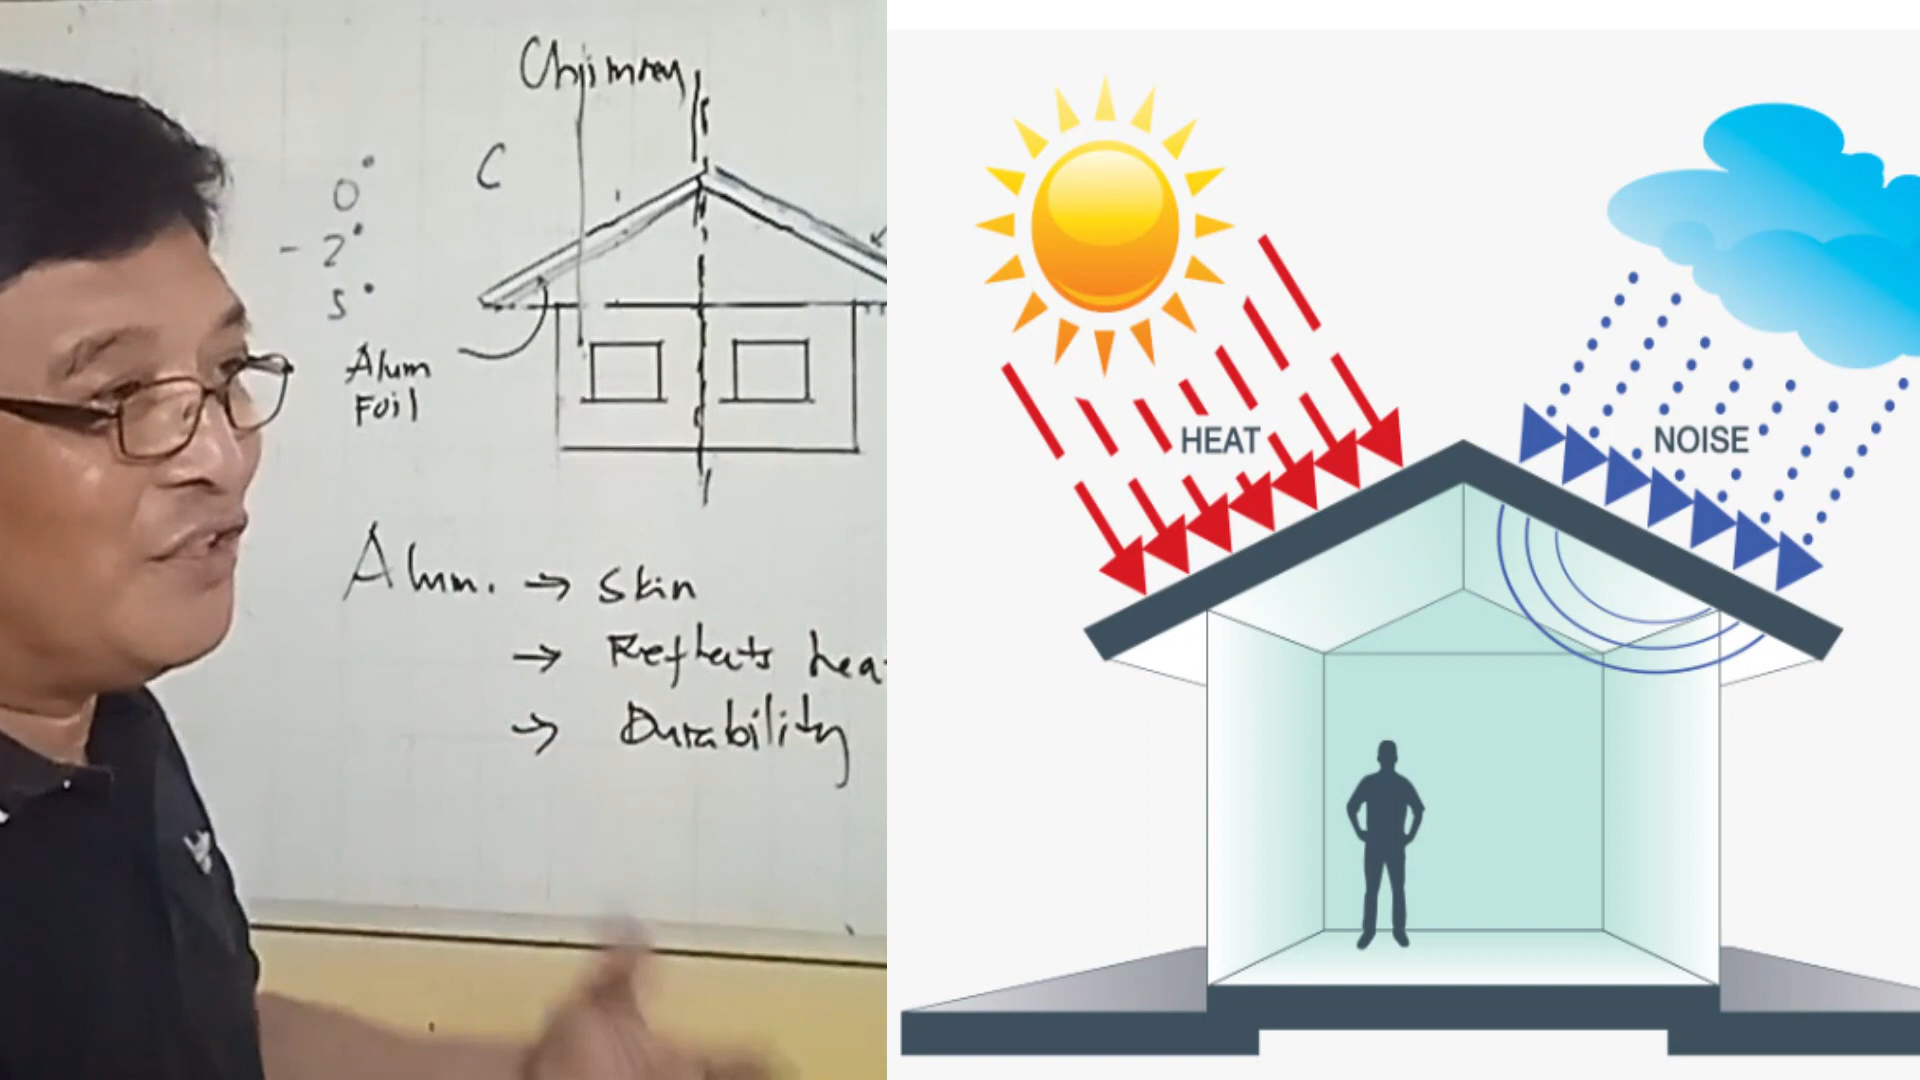 Chimney
C
0°
- 2°
5°
Alum
Foil
Alum. → Skin
→ Reflects hea
→ Durability
HEAT
NOISE